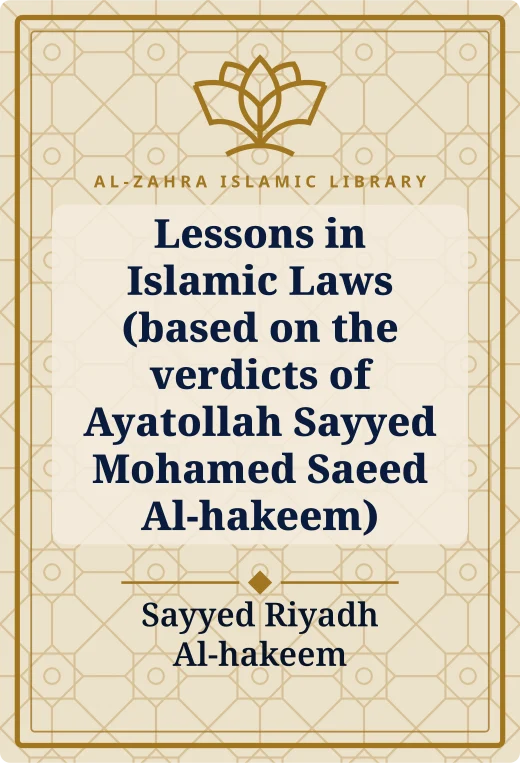 AL-ZAHRA ISLAMIC LIBRARY
Lessons in
Islamic Laws
(based on the
verdicts of
Ayatollah Sayyed
Mohamed Saeed
Al-hakeem)
Sayyed Riyadh
Al-hakeem